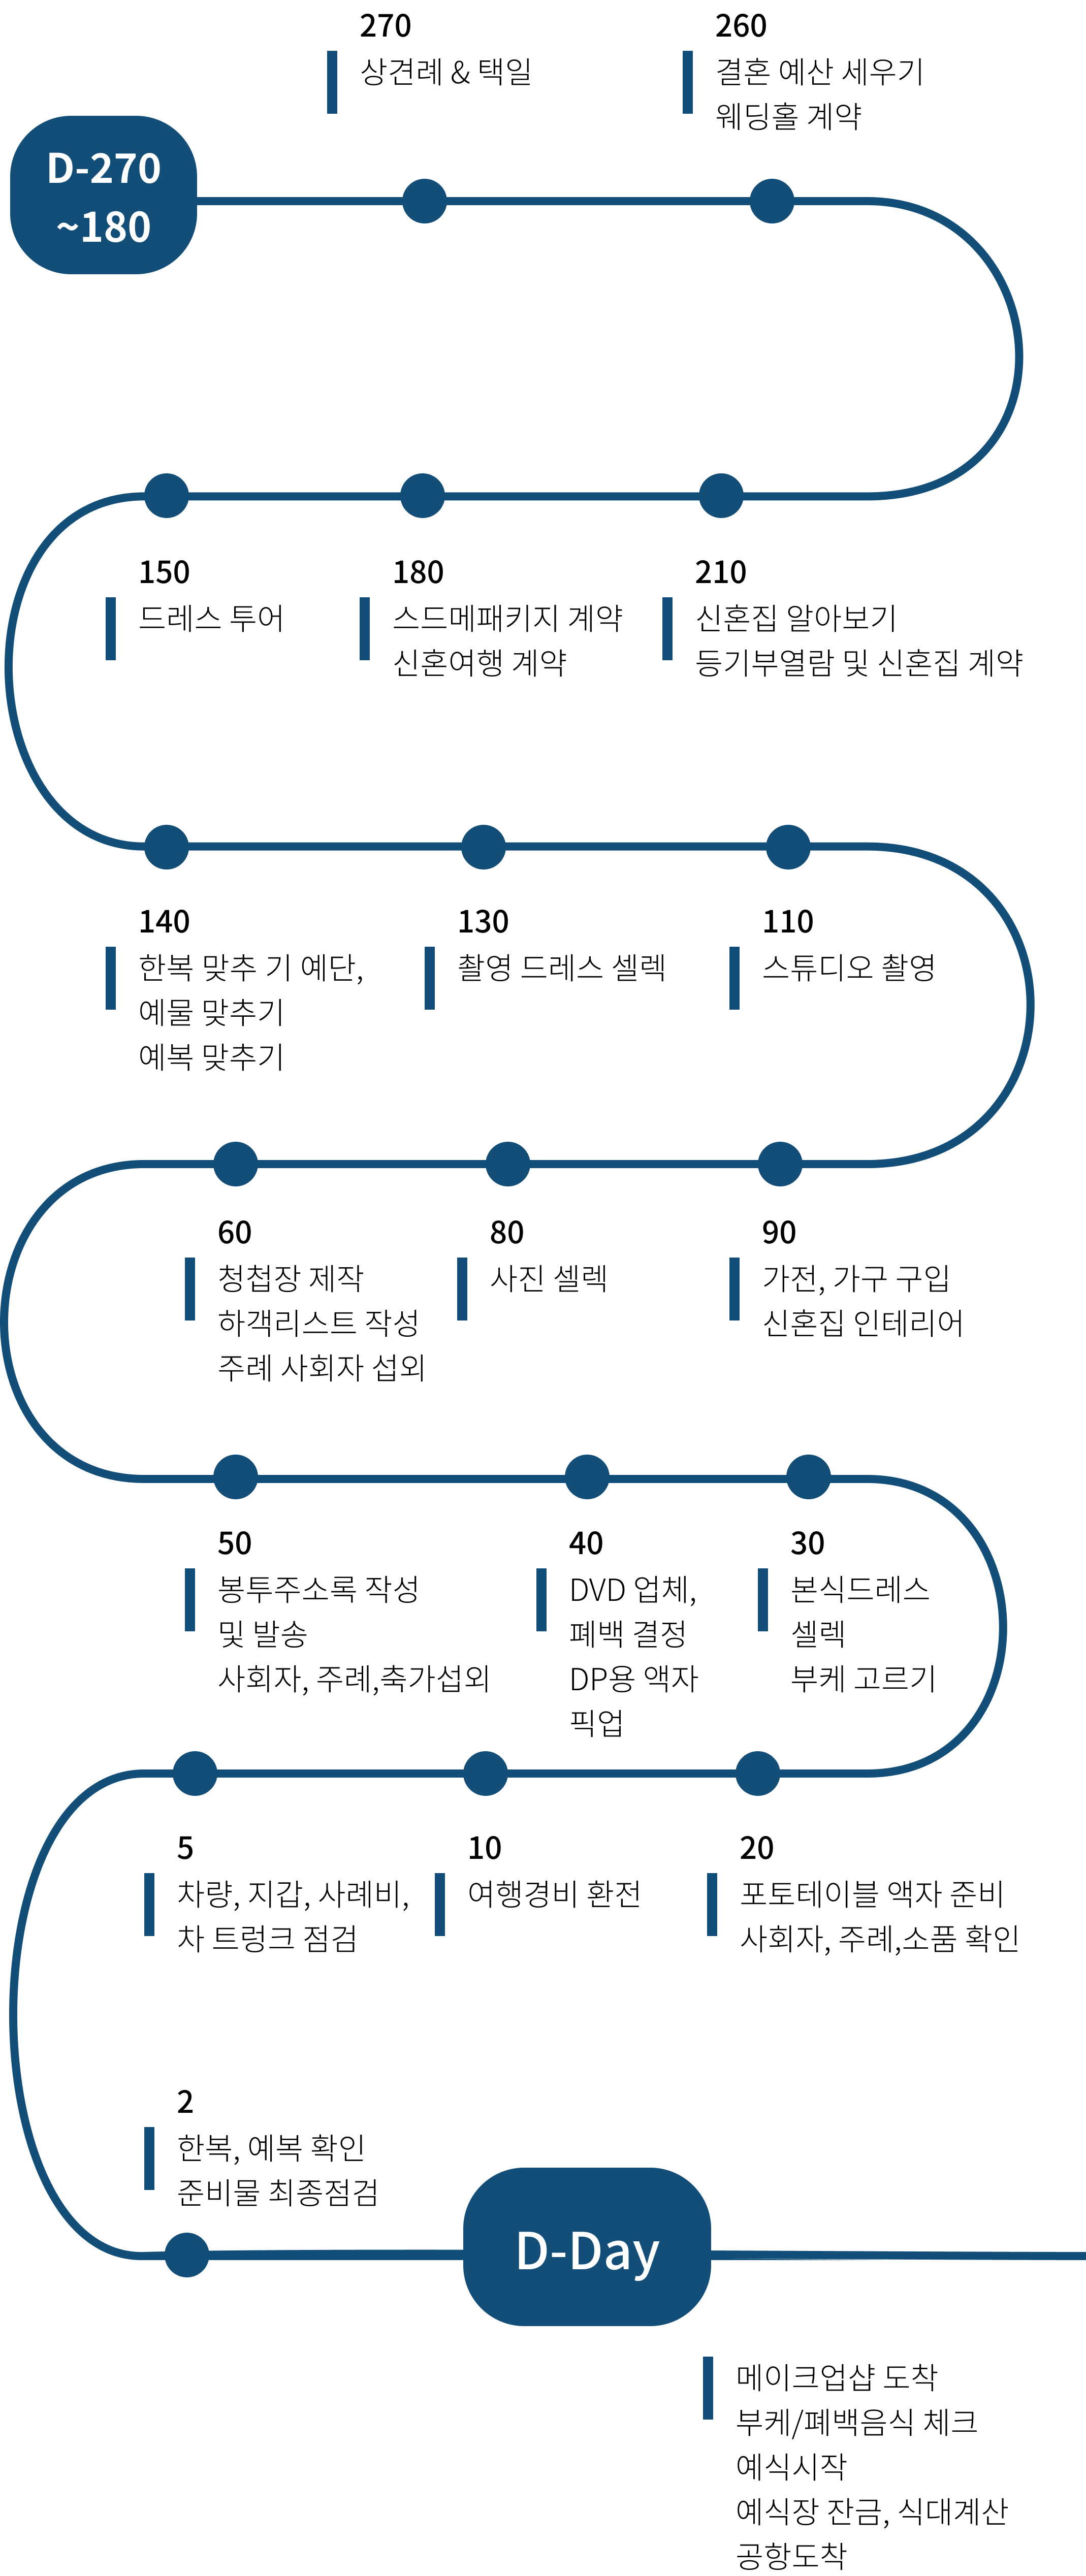 D-270
~180
270
상견례 & 택일
260
결혼 예산 세우기
웨딩홀 계약
150
드레스 투어
180
스드메패키지 계약
신혼여행 계약
210
신혼집 알아보기
등기부열람 및 신혼집 계약
140
한복 맞추 기 예단,
예물 맞추기
예복 맞추기
130
촬영 드레스 셀렉
110
스튜디오 촬영
60
청첩장 제작
하객리스트 작성
주례 사회자 섭외
80
사진 셀렉
90
가전, 가구 구입
신혼집 인테리어
50
봉투주소록 작성
및 발송
사회자, 주례,축가섭외
40
DVD 업체,
폐백 결정
DP용 액자
픽업
30
본식드레스
셀렉
부케 고르기
5
차량, 지갑, 사례비,
차 트렁크 점검
10
여행경비 환전
20
포토테이블 액자 준비
사회자, 주례,소품 확인
2
한복, 예복 확인
준비물 최종점검
D-Day
메이크업샵 도착
부케/폐백음식 체크
예식시작
예식장 잔금, 식대계산
공항도착